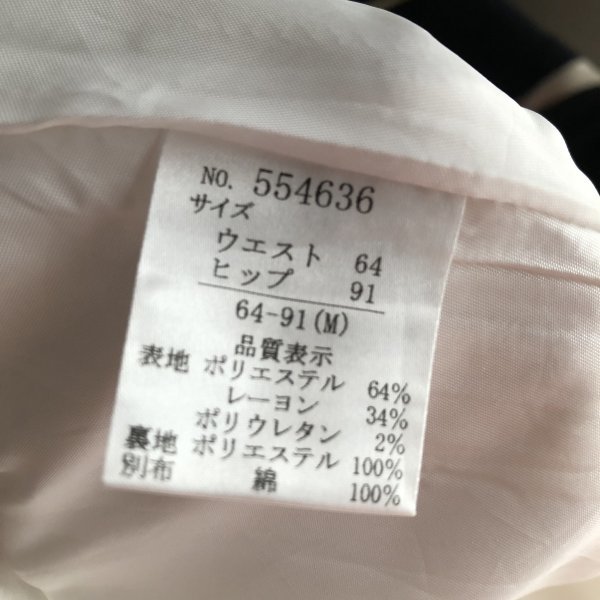 NO. 554636
サイズ
ウエスト 64
ヒップ 91
64-91(M)
品質表示
表地 ポリエステル 64%
レーヨン 34%
ポリウレタン 2%
裏地 ポリエステル 100%
別布 綿 100%